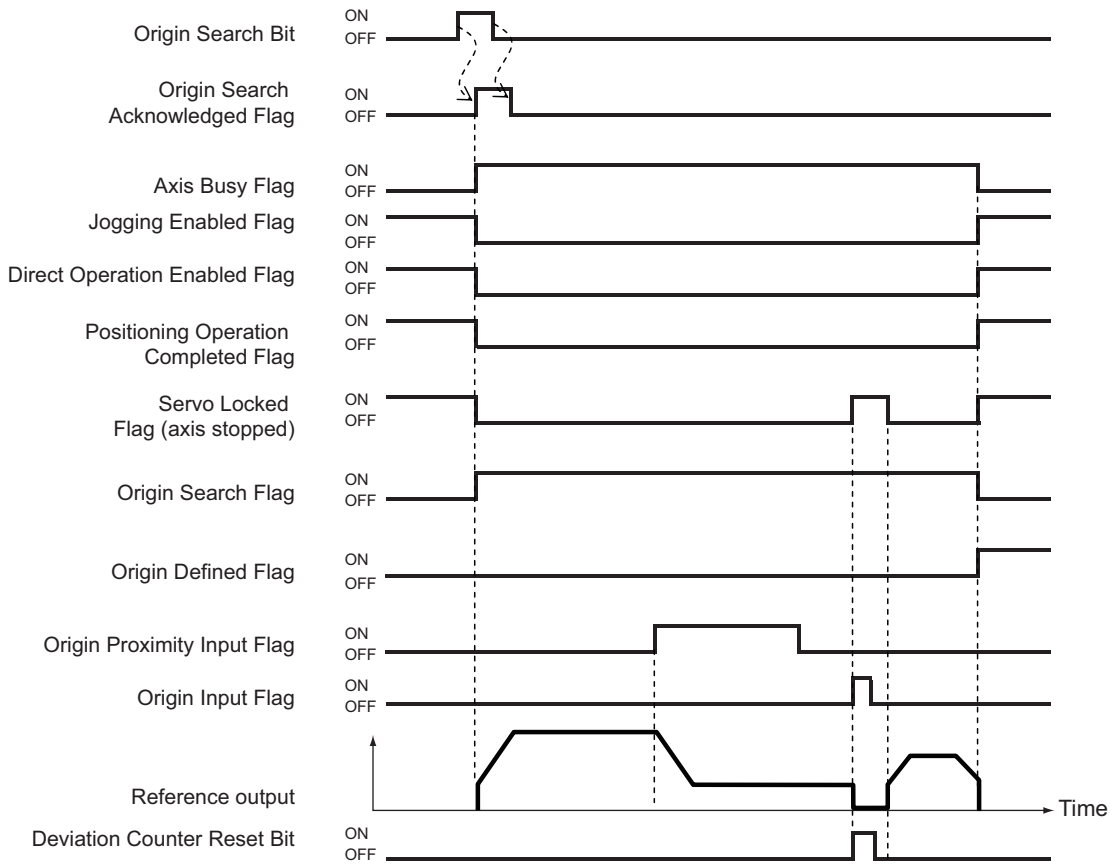 Origin Search Bit
ON
OFF
Origin Search
Acknowledged Flag
ON
OFF
Axis Busy Flag
ON
OFF
Jogging Enabled Flag
ON
OFF
Direct Operation Enabled Flag
ON
OFF
Positioning Operation
Completed Flag
ON
OFF
Servo Locked
Flag (axis stopped)
ON
OFF
Origin Search Flag
ON
OFF
Origin Defined Flag
ON
OFF
Origin Proximity Input Flag
ON
OFF
Origin Input Flag
ON
OFF
Reference output
Time
Deviation Counter Reset Bit
ON
OFF